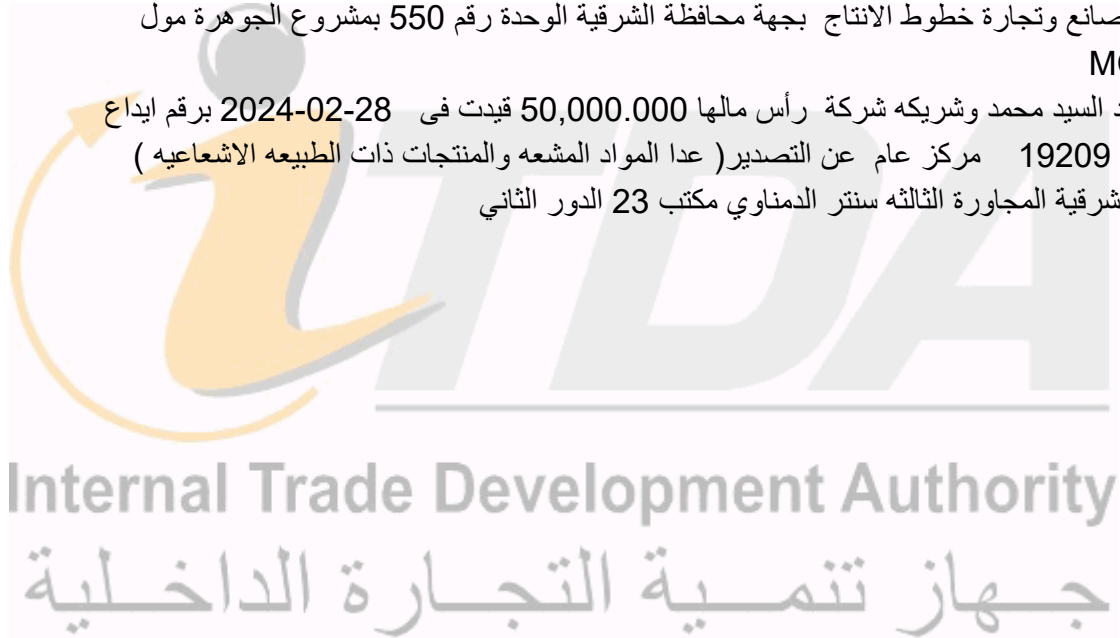 صانع وتجارة خطوط الانتاج بجهة محافظة الشرقية الوحدة رقم 550 بمشروع الجوهرة مول
د السيد محمد وشريكه شركة رأس مالها 50,000.000 قيدت فى 28-02-2024 برقم ايداع
19209 مركز عام عن التصدير( عدا المواد المشعه والمنتجات ذات الطبيعه الاشعاعيه )
شرقية المجاورة الثالثه سنتر الدمناوي مكتب 23 الدور الثاني
iTDA
Internal Trade Development Authority
جهاز تنمية التجارة الداخلية